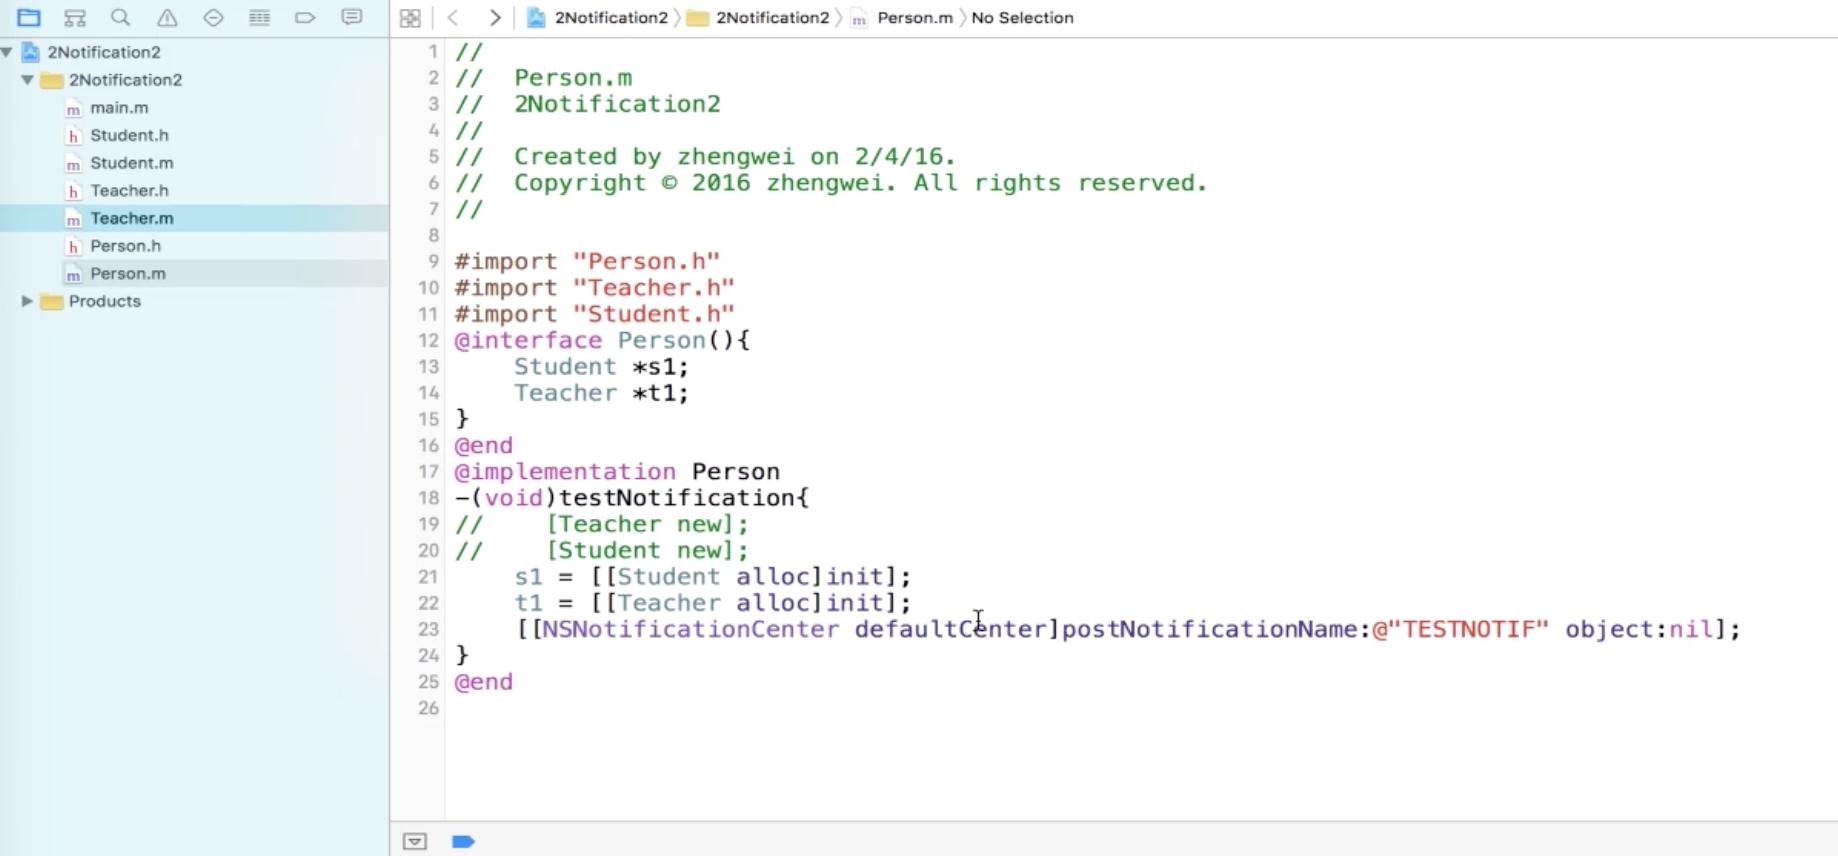 2Notification2 2Notification2 Person.m No Selection
2Notification2
2Notification2
main.m
Student.h
Student.m
Teacher.h
Teacher.m
Person.h
Person.m
Products
1 //
2 //  Person.m
3 //  2Notification2
4 //
5 //  Created by zhengwei on 2/4/16.
6 //  Copyright © 2016 zhengwei. All rights reserved.
7 //
8
9 #import "Person.h"
10 #import "Teacher.h"
11 #import "Student.h"
12 @interface Person(){
13     Student *s1;
14     Teacher *t1;
15 }
16 @end
17 @implementation Person
18 -(void)testNotification{
19 //    [Teacher new];
20 //    [Student new];
21     s1 = [[Student alloc]init];
22     t1 = [[Teacher alloc]init];
23     [[NSNotificationCenter defaultCenter]postNotificationName:@"TESTNOTIF" object:nil];
24 }
25 @end
26